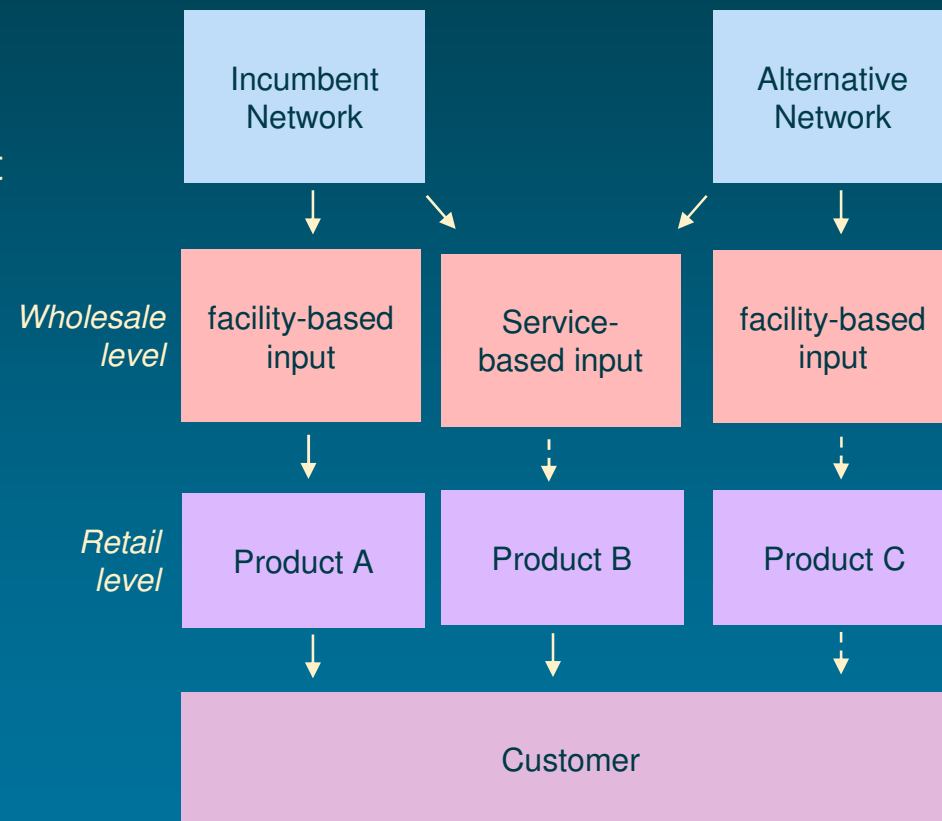 Incumbent
Network
Alternative
Network
Wholesale
level
facility-based
input
Service-
based input
facility-based
input
Retail
level
Product A
Product B
Product C
Customer